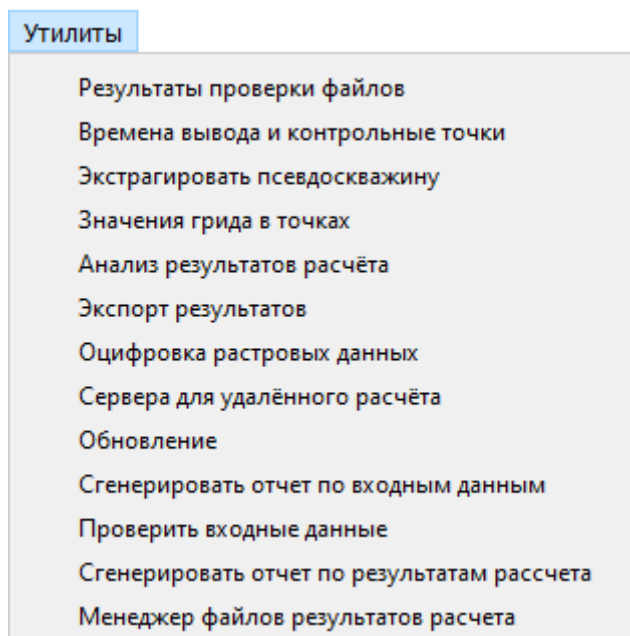 Утилиты
Результаты проверки файлов
Времена вывода и контрольные точки
Экстрагировать псевдоскважину
Значения грида в точках
Анализ результатов расчёта
Экспорт результатов
Оцифровка растровых данных
Сервера для удалённого расчёта
Обновление
Сгенерировать отчет по входным данным
Проверить входные данные
Сгенерировать отчет по результатам рассчета
Менеджер файлов результатов расчета